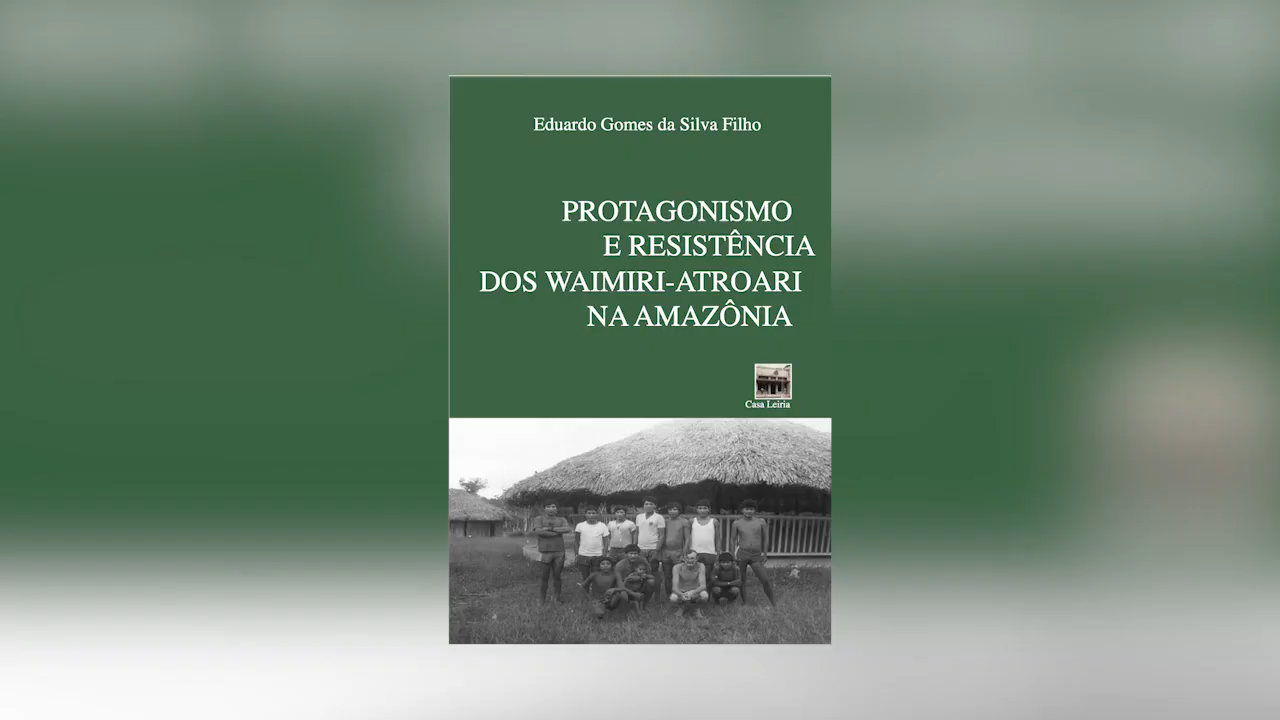 Eduardo Gomes da Silva Filho
PROTAGONISMO
E RESISTÊNCIA
DOS WAIMIRI-ATROARI
NA AMAZÔNIA
Casa Leiria